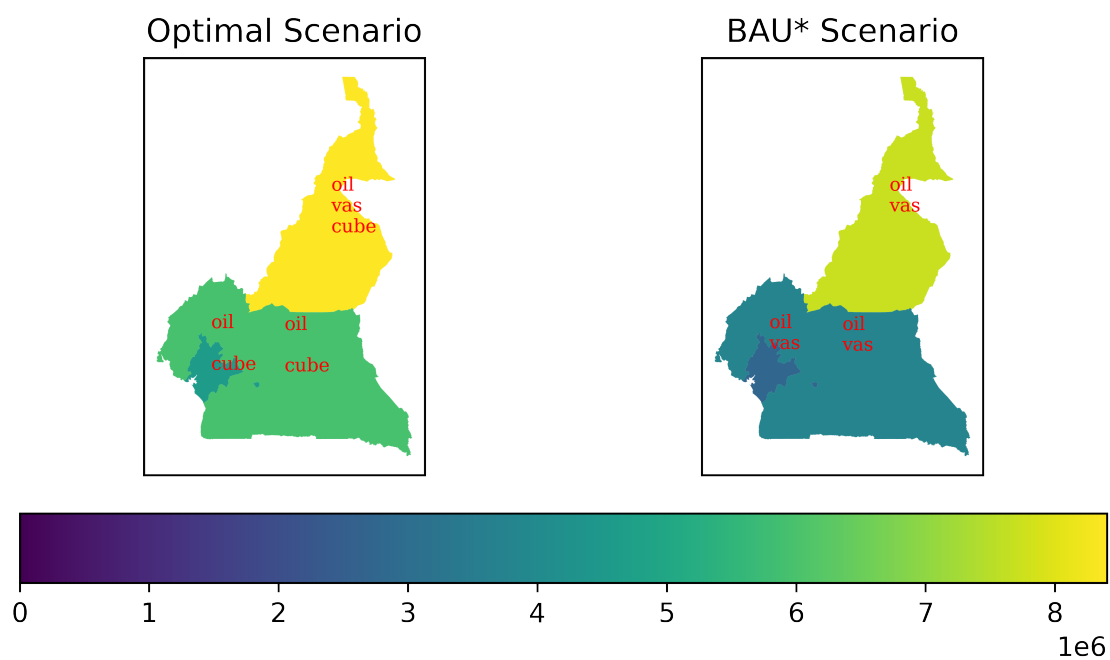 Optimal Scenario
BAU* Scenario
oil
vas
cube
oil
cube
oil
cube
oil
vas
oil
vas
oil
vas
0 1 2 3 4 5 6 7 8
1e6